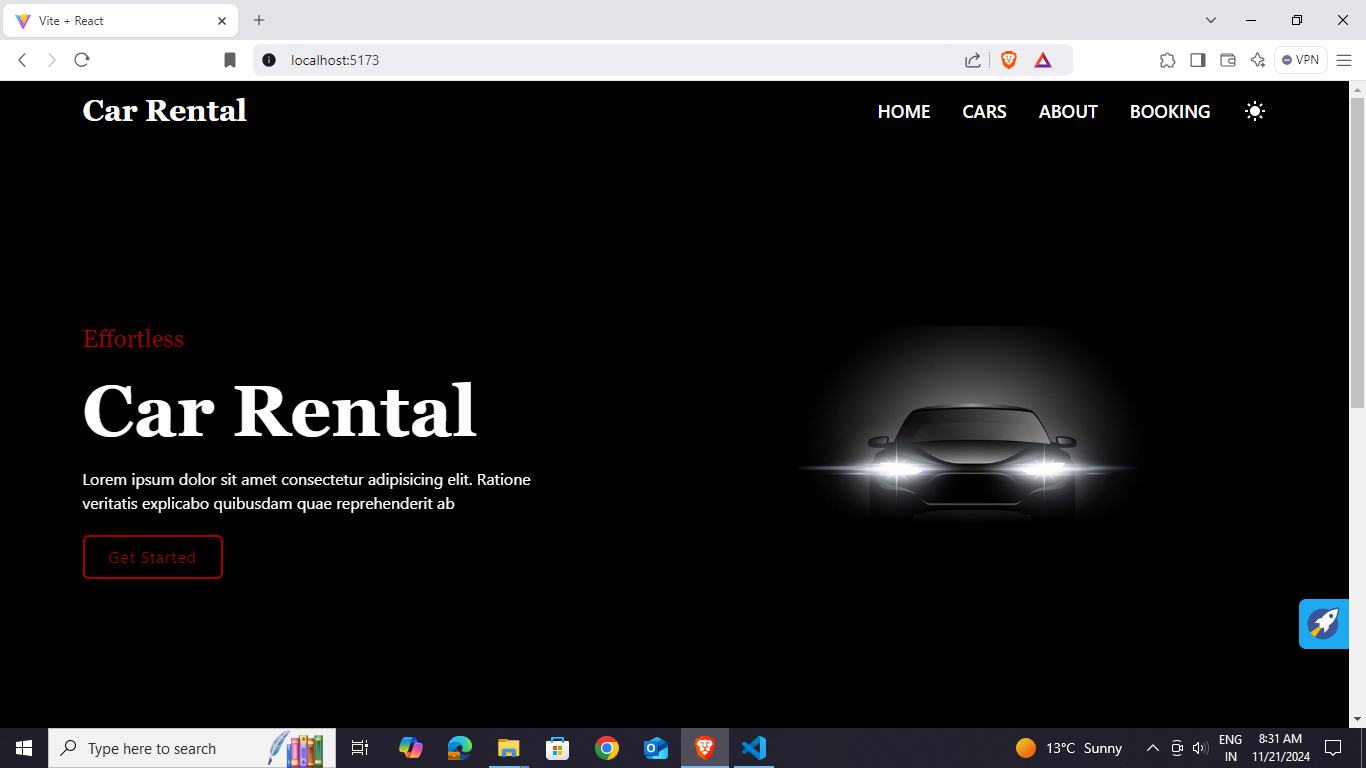 Vite + React
localhost:5173
VPN
Car Rental
HOME CARS ABOUT BOOKING
Effortless
Car Rental
Lorem ipsum dolor sit amet consectetur adipisicing elit. Ratione
veritatis explicabo quibusdam quae reprehenderit ab
Get Started
Type here to search
13°C Sunny
ENG
IN
8:31 AM
11/21/2024